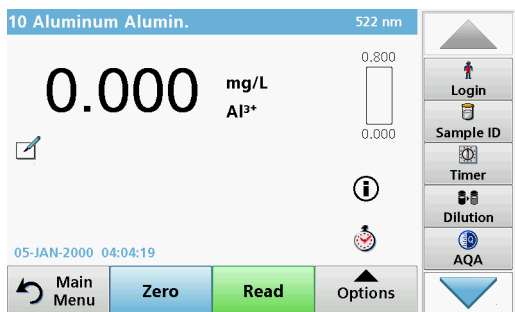 10 Aluminum Alumin.
522 nm
0.000
mg/L
Al³⁺
0.800
0.000
i
05-JAN-2000 04:04:19
Main
Menu
Zero
Read
Options
Login
Sample ID
Timer
Dilution
AQA